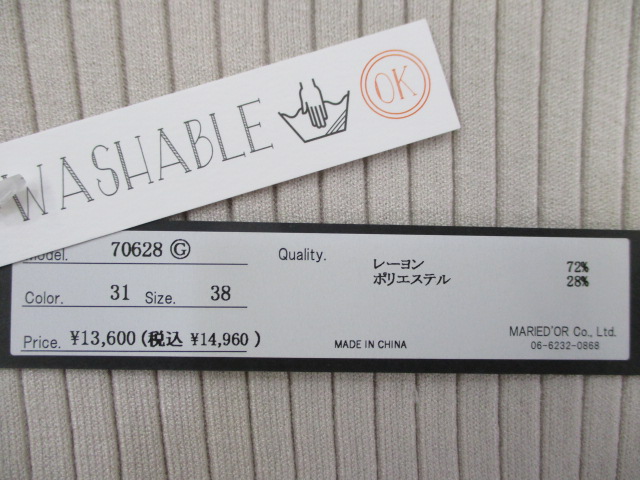 WASHABLE OK
Model. 70628 Ⓖ
Color. 31 Size. 38
Price. ¥13,600 (税込 ¥14,960 )
Quality.
レーヨン 72%
ポリエステル 28%
MADE IN CHINA
MARIED'OR Co., Ltd.
06-6232-0868